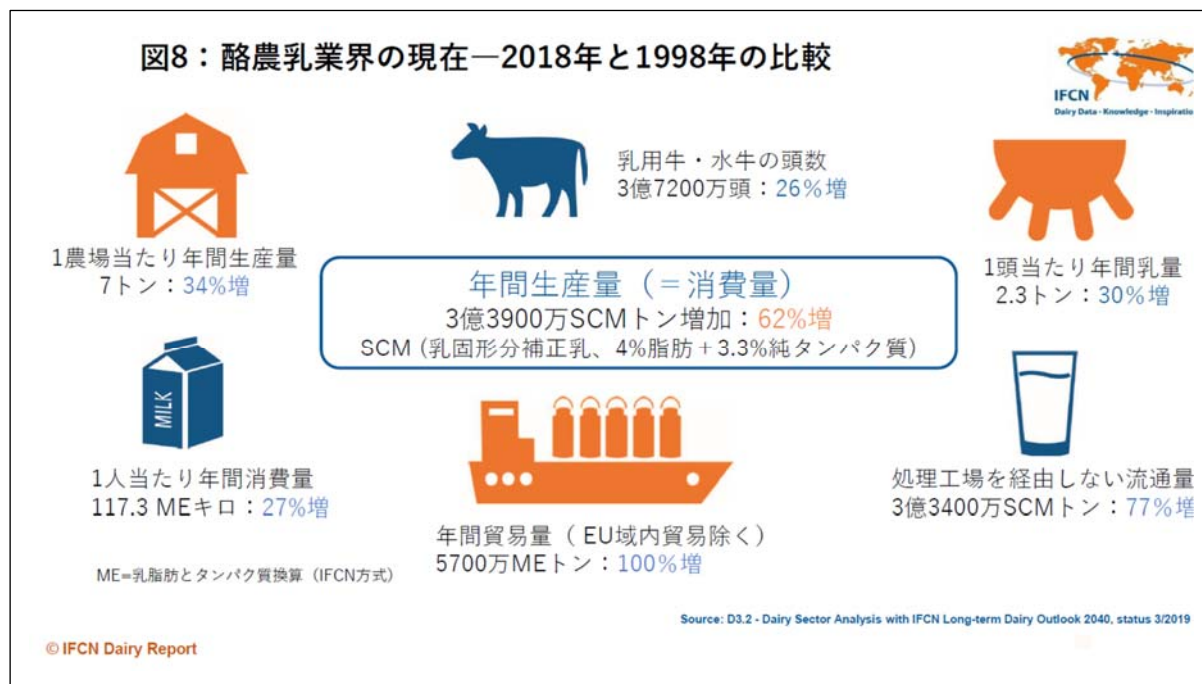 図8：酪農乳業界の現在―2018年と1998年の比較
IFCN
Dairy Data・Knowledge・Inspiratio
1農場当たり年間生産量
7トン：34%増
乳用牛・水牛の頭数
3億7200万頭：26%増
1頭当たり年間乳量
2.3トン：30%増
年間生産量（＝消費量）
3億3900万SCMトン増加：62%増
SCM (乳固形分補正乳、4%脂肪＋3.3%純タンパク質）
MILK
1人当たり年間消費量
117.3 MEキロ：27%増
年間貿易量（ EU域内貿易除く）
5700万MEトン：100%増
処理工場を経由しない流通量
3億3400万SCMトン：77%増
ME=乳脂肪とタンパク質換算（IFCN方式）
Source: D3.2 - Dairy Sector Analysis with IFCN Long-term Dairy Outlook 2040, status 3/2019
© IFCN Dairy Report